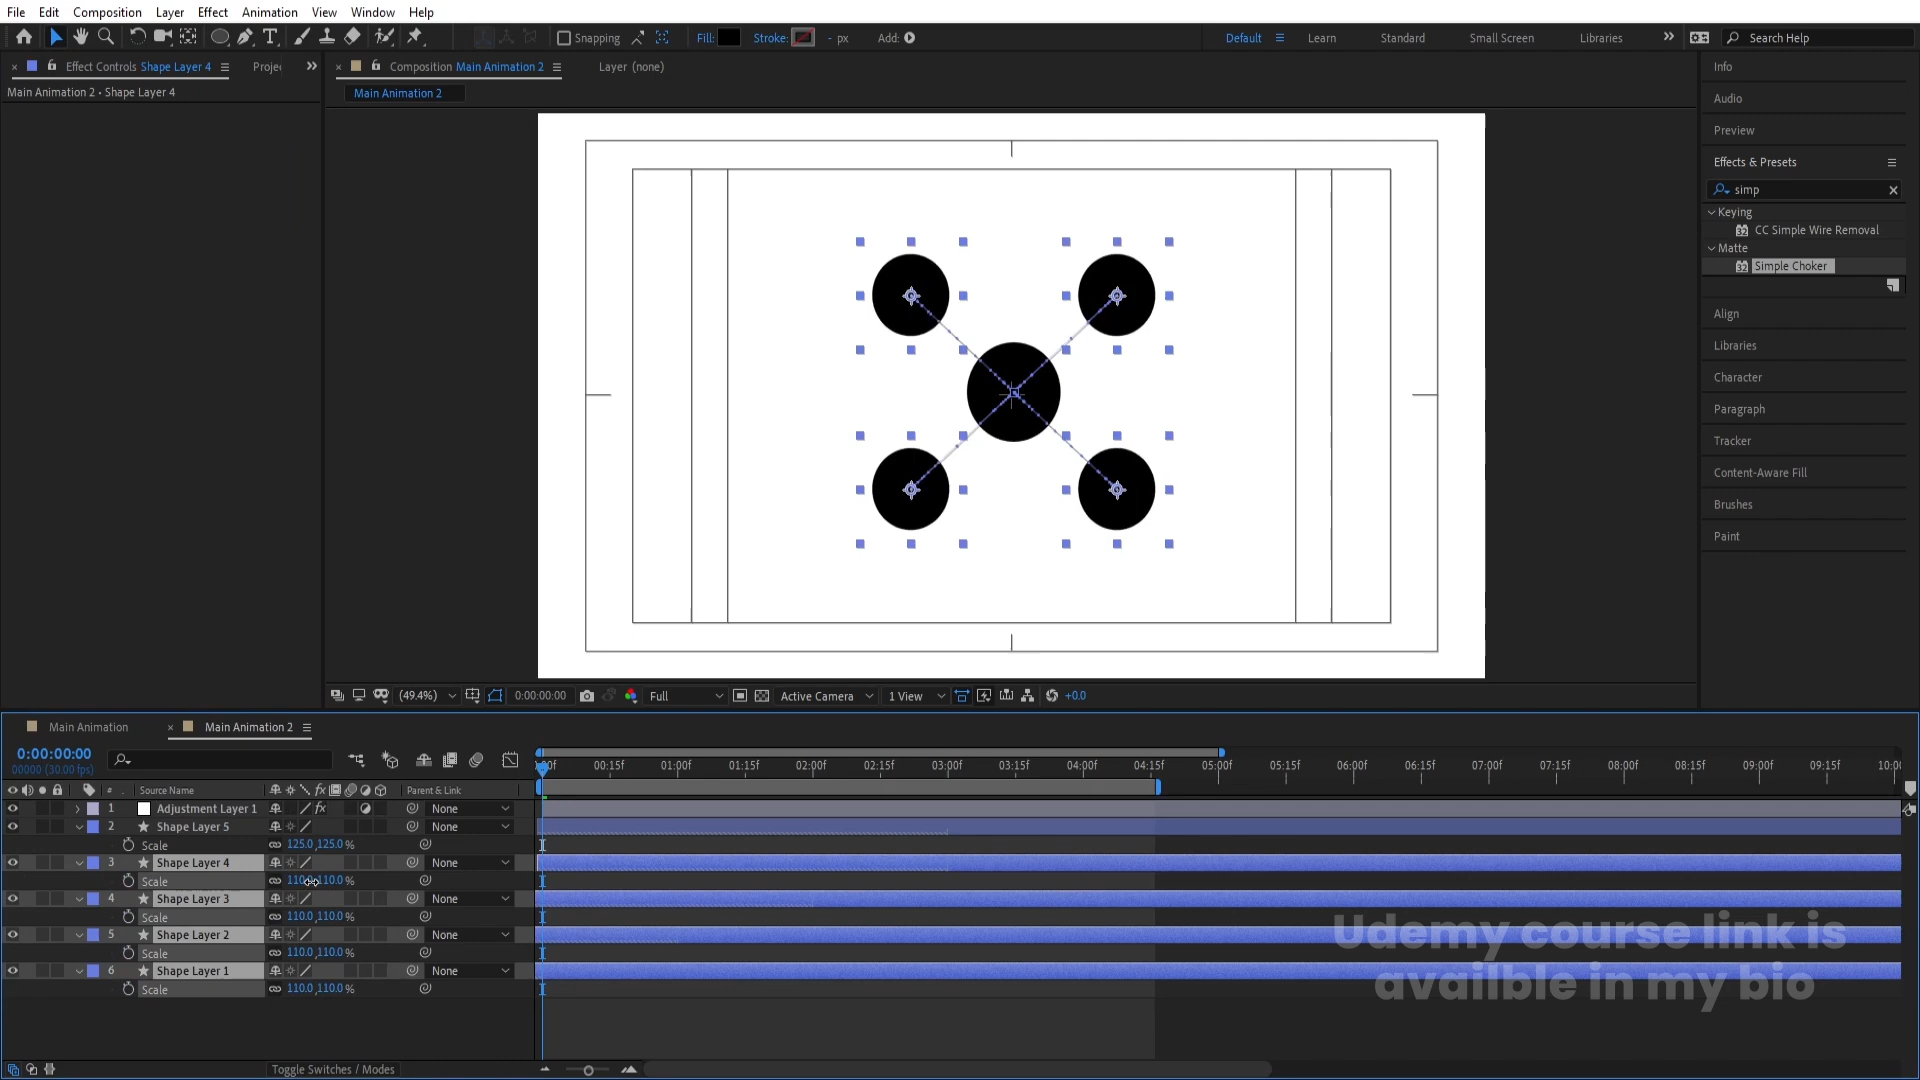 File Edit Composition Layer Effect Animation View Window Help
Snapping Fill: Stroke: - px Add: Default Learn Standard Small Screen Libraries Search Help
Effect Controls Shape Layer 4 Composition Main Animation 2 Layer (none)
Main Animation 2 • Shape Layer 4
Main Animation 2
Info
Audio
Preview
Effects & Presets
simp
Keying
32 CC Simple Wire Removal
Matte
32 Simple Choker
Align
Libraries
Character
Paragraph
Tracker
Content-Aware Fill
Brushes
Paint
(49.4%) 0:00:00:00 Full Active Camera 1 View +0.0
Main Animation Main Animation 2
0:00:00:00
00000 (30.00 fps)
00:15f 01:00f 01:15f 02:00f 02:15f 03:00f 03:15f 04:00f 04:15f 05:00f 05:15f 06:00f 06:15f 07:00f 07:15f 08:00f 08:15f 09:00f 09:15f
# Source Name fx Parent & Link
1 Adjustment Layer 1 fx None
2 Shape Layer 5 None
Scale 125.0,125.0%
3 Shape Layer 4 None
Scale 110.0,110.0%
4 Shape Layer 3 None
Scale 110.0,110.0%
5 Shape Layer 2 None
Scale 110.0,110.0%
6 Shape Layer 1 None
Scale 110.0,110.0%
Udemy course link is
availble in my bio
Toggle Switches / Modes